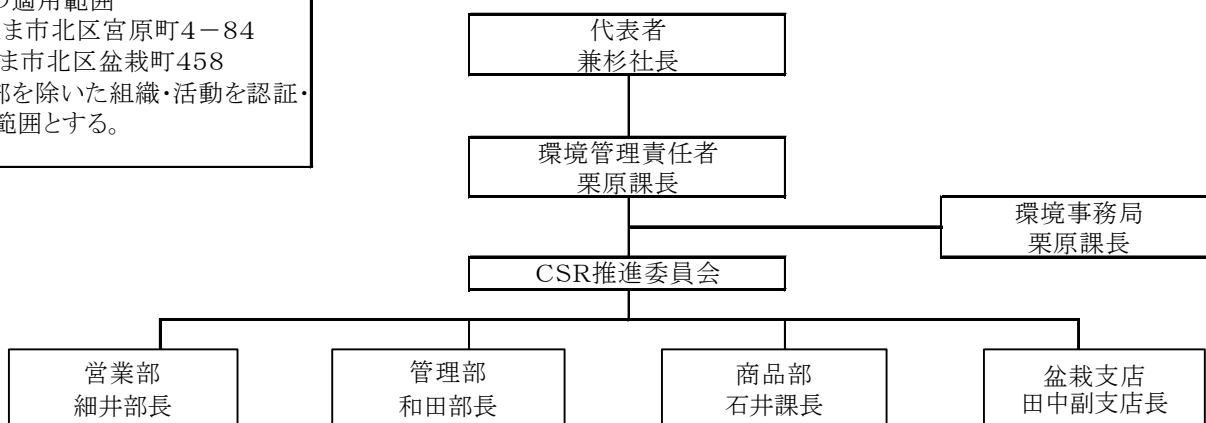 適用範囲
ま市北区宮原町4－84
ま市北区盆栽町458
部を除いた組織・活動を認証・
範囲とする。
代表者
兼杉社長
環境管理責任者
栗原課長
環境事務局
栗原課長
CSR推進委員会
営業部
細井部長
管理部
和田部長
商品部
石井課長
盆栽支店
田中副支店長